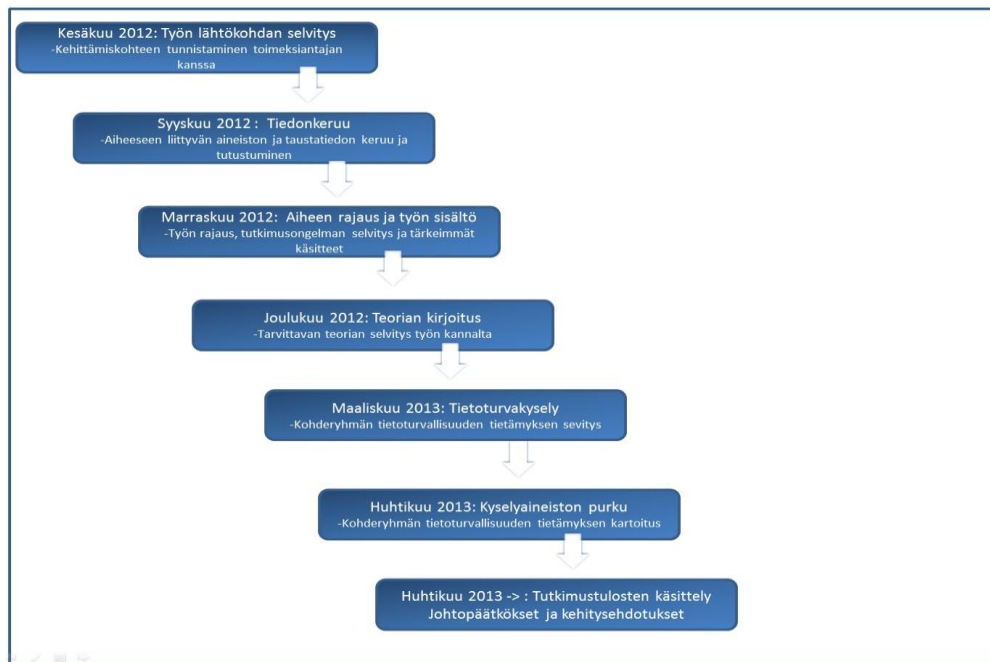 Kesäkuu 2012: Työn lähtökohdan selvitys
-Kehittämiskohteen tunnistaminen toimeksiantajan
kanssa
Syyskuu 2012 : Tiedonkeruu
-Aiheeseen liittyvän aineiston ja taustatiedon keruu ja
tutustuminen
Marraskuu 2012: Aiheen rajaus ja työn sisältö
-Työn rajaus, tutkimusongelman selvitys ja tärkeimmät
käsitteet
Joulukuu 2012: Teorian kirjoitus
-Tarvittavan teorian selvitys työn kannalta
Maaliskuu 2013: Tietoturvakysely
-Kohderyhmän tietoturvallisuuden tietämyksen sevitys
Huhtikuu 2013: Kyselyaineiston purku
-Kohderyhmän tietoturvallisuuden tietämyksen kartoitus
Huhtikuu 2013 -> : Tutkimustulosten käsittely
Johtopäätkökset ja kehitysehdotukset